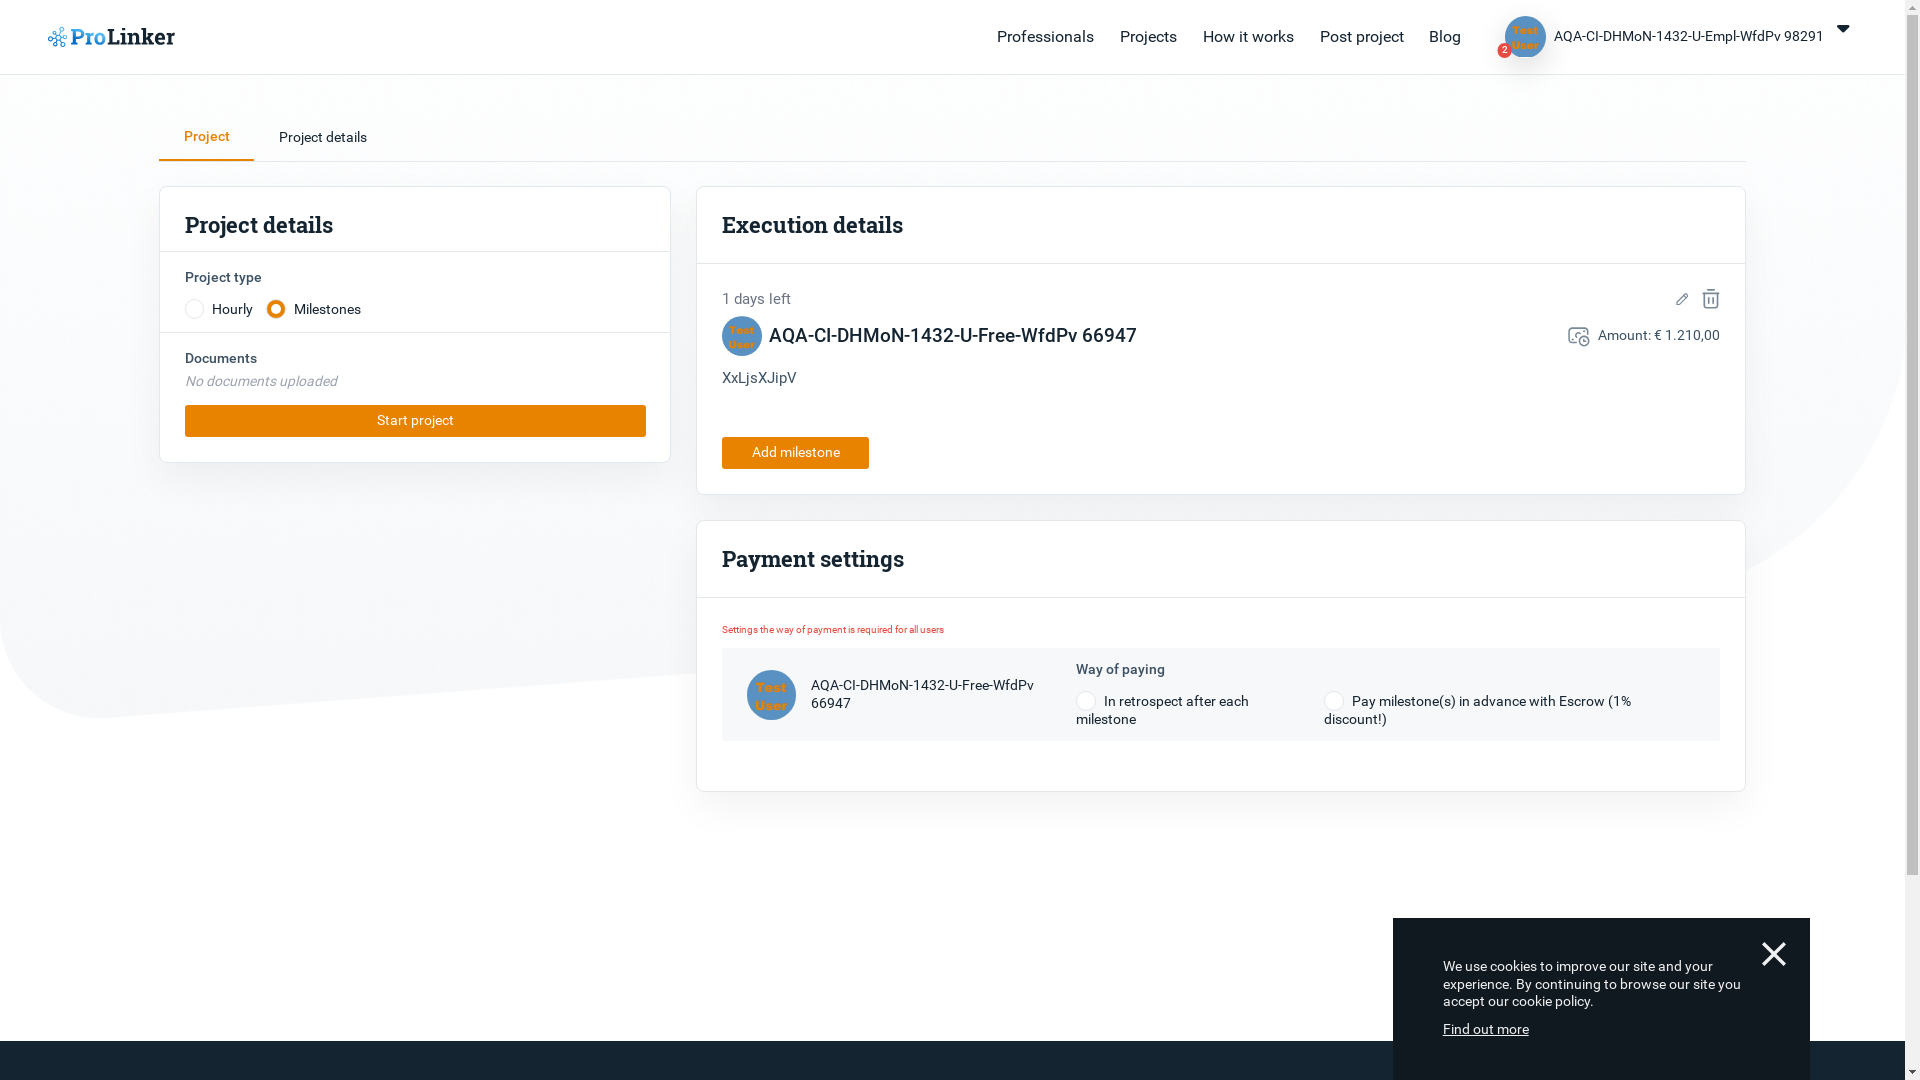 ProLinker
Professionals Projects How it works Post project Blog
Test
User
2
AQA-CI-DHMoN-1432-U-Empl-WfdPv 98291
Project Project details
Project details
Project type
Hourly Milestones
Documents
No documents uploaded
Start project
Execution details
1 days left
Test
User
AQA-CI-DHMoN-1432-U-Free-WfdPv 66947
Amount: € 1.210,00
XxLjsXJipV
Add milestone
Payment settings
Settings the way of payment is required for all users
Test
User
AQA-CI-DHMoN-1432-U-Free-WfdPv
66947
Way of paying
In retrospect after each
milestone
Pay milestone(s) in advance with Escrow (1%
discount!)
We use cookies to improve our site and your
experience. By continuing to browse our site you
accept our cookie policy.
Find out more